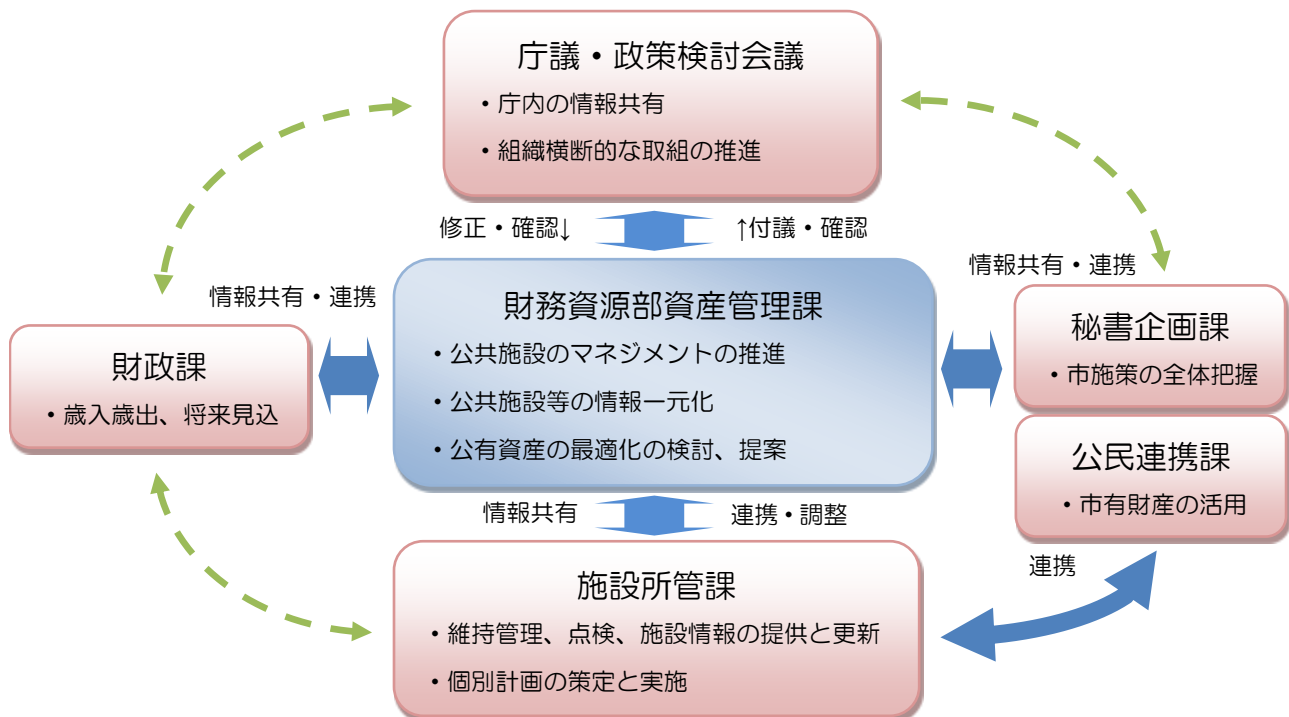 庁議・政策検討会議
・庁内の情報共有
・組織横断的な取組の推進
修正・確認↓
↑付議・確認
情報共有・連携
財務資源部資産管理課
・公共施設のマネジメントの推進
・公共施設等の情報一元化
・公有資産の最適化の検討、提案
情報共有・連携
財政課
・歳入歳出、将来見込
秘書企画課
・市施策の全体把握
公民連携課
・市有財産の活用
情報共有
連携・調整
連携
施設所管課
・維持管理、点検、施設情報の提供と更新
・個別計画の策定と実施